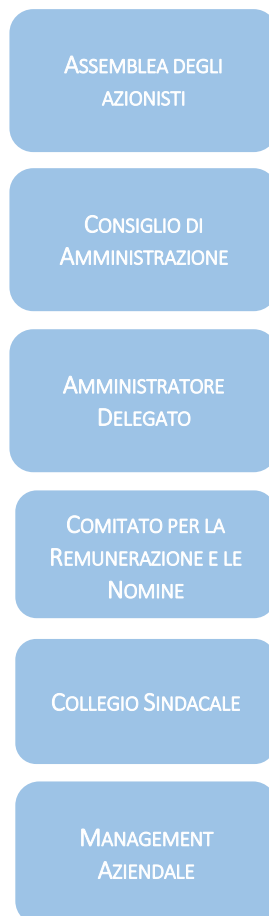 ASSEMBLEA DEGLI
AZIONISTI
CONSIGLIO DI
AMMINISTRAZIONE
AMMINISTRATORE
DELEGATO
COMITATO PER LA
REMUNERAZIONE E LE
NOMINE
COLLEGIO SINDACALE
MANAGEMENT
AZIENDALE